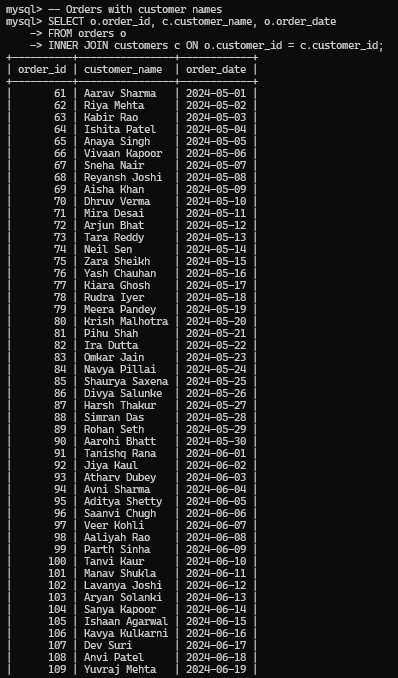 mysql> -- Orders with customer names
mysql> SELECT o.order_id, c.customer_name, o.order_date
    -> FROM orders o
    -> INNER JOIN customers c ON o.customer_id = c.customer_id;
+----------+----------------+------------+
| order_id | customer_name  | order_date |
+----------+----------------+------------+
|       61 | Aarav Sharma   | 2024-05-01 |
|       62 | Riya Mehta     | 2024-05-02 |
|       63 | Kabir Rao      | 2024-05-03 |
|       64 | Ishita Patel   | 2024-05-04 |
|       65 | Anaya Singh    | 2024-05-05 |
|       66 | Vivaan Kapoor  | 2024-05-06 |
|       67 | Sneha Nair     | 2024-05-07 |
|       68 | Reyansh Joshi  | 2024-05-08 |
|       69 | Aisha Khan     | 2024-05-09 |
|       70 | Dhruv Verma    | 2024-05-10 |
|       71 | Mira Desai     | 2024-05-11 |
|       72 | Arjun Bhat     | 2024-05-12 |
|       73 | Tara Reddy     | 2024-05-13 |
|       74 | Neil Sen       | 2024-05-14 |
|       75 | Zara Sheikh    | 2024-05-15 |
|       76 | Yash Chauhan   | 2024-05-16 |
|       77 | Kiara Ghosh    | 2024-05-17 |
|       78 | Rudra Iyer     | 2024-05-18 |
|       79 | Meera Pandey   | 2024-05-19 |
|       80 | Krish Malhotra | 2024-05-20 |
|       81 | Pihu Shah      | 2024-05-21 |
|       82 | Ira Dutta      | 2024-05-22 |
|       83 | Omkar Jain     | 2024-05-23 |
|       84 | Navya Pillai   | 2024-05-24 |
|       85 | Shaurya Saxena | 2024-05-25 |
|       86 | Divya Salunke  | 2024-05-26 |
|       87 | Harsh Thakur   | 2024-05-27 |
|       88 | Simran Das     | 2024-05-28 |
|       89 | Rohan Seth     | 2024-05-29 |
|       90 | Aarohi Bhatt   | 2024-05-30 |
|       91 | Tanishq Rana   | 2024-06-01 |
|       92 | Jiya Kaul      | 2024-06-02 |
|       93 | Atharv Dubey   | 2024-06-03 |
|       94 | Avni Sharma    | 2024-06-04 |
|       95 | Aditya Shetty  | 2024-06-05 |
|       96 | Saanvi Chugh   | 2024-06-06 |
|       97 | Veer Kohli     | 2024-06-07 |
|       98 | Aaliyah Rao    | 2024-06-08 |
|       99 | Parth Sinha    | 2024-06-09 |
|      100 | Tanvi Kaur     | 2024-06-10 |
|      101 | Manav Shukla   | 2024-06-11 |
|      102 | Lavanya Joshi  | 2024-06-12 |
|      103 | Aryan Solanki  | 2024-06-13 |
|      104 | Sanya Kapoor   | 2024-06-14 |
|      105 | Ishaan Agarwal | 2024-06-15 |
|      106 | Kavya Kulkarni | 2024-06-16 |
|      107 | Dev Suri       | 2024-06-17 |
|      108 | Anvi Patel     | 2024-06-18 |
|      109 | Yuvraj Mehta   | 2024-06-19 |